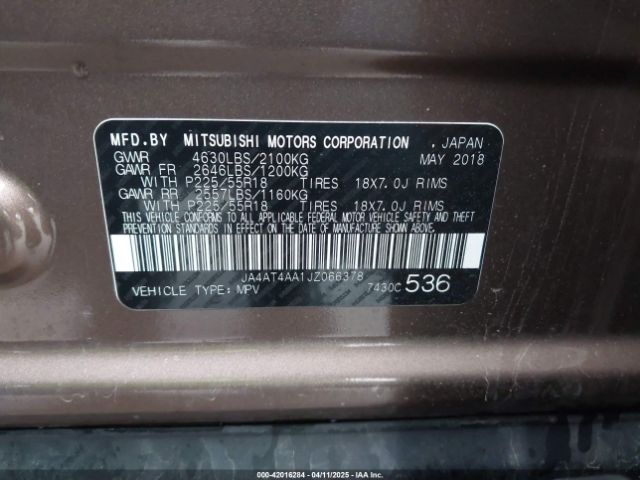 MFD.BY MITSUBISHI MOTORS CORPORATION , JAPAN
GVWR 4630LBS/2100KG MAY 2018
GAWR FR 2646LBS/1200KG
WITH P225/55R18 TIRES 18X7.0J RIMS
GAWR RR 2557LBS/1160KG
WITH P225/55R18 TIRES 18X7.0J RIMS
THIS VEHICLE CONFORMS TO ALL APPLICABLE FEDERAL MOTOR VEHICLE SAFETY AND THEFT
PREVENTION STANDARDS IN EFFECT ON THE DATE OF MANUFACTURE SHOWN ABOVE.
JA4AT4AA1JZ066378
VEHICLE TYPE: MPV 7430C 536
000-42016284 - 04/11/2025 - IAA Inc.